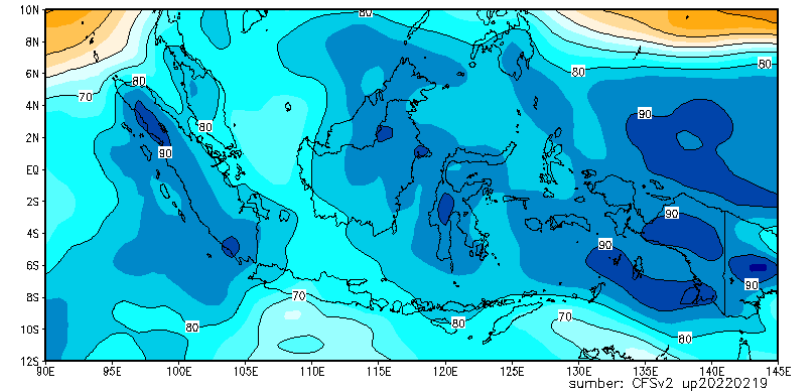 10N
8N
6N
4N
2N
EQ
2S
4S
6S
8S
10S
12S
80
80
80
80
70
90
80
90
90
90
90
70
70
80
80
80
90E
95E
100E
105E
110E
115E
120E
125E
130E
135E
140E
145E
sumber: CFSv2 up20220219